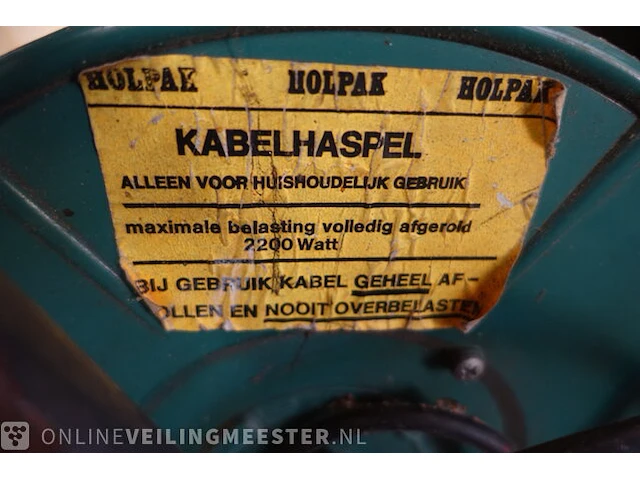 HOLPAK HOLPAK HOLPAK
KABELHASPEL
ALLEEN VOOR HUISHOUDELIJK GEBRUIK
maximale belasting volledig afgerold
2200 Watt
BIJ GEBRUIK KABEL GEHEEL AF-
OLLEN EN NOOIT OVERBELASTEN
ONLINEVEILINGMEESTER.NL